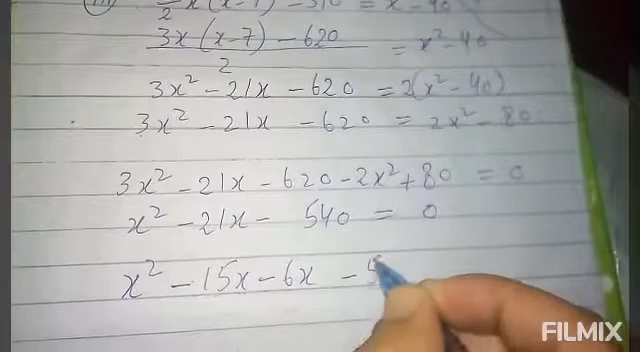 3x(x-7) - 620 / 2 = x² - 40
3x² - 21x - 620 = 2(x² - 40)
3x² - 21x - 620 = 2x² - 80
3x² - 21x - 620 - 2x² + 80 = 0
x² - 21x - 540 = 0
x² - 15x - 6x - 5
FILMIX